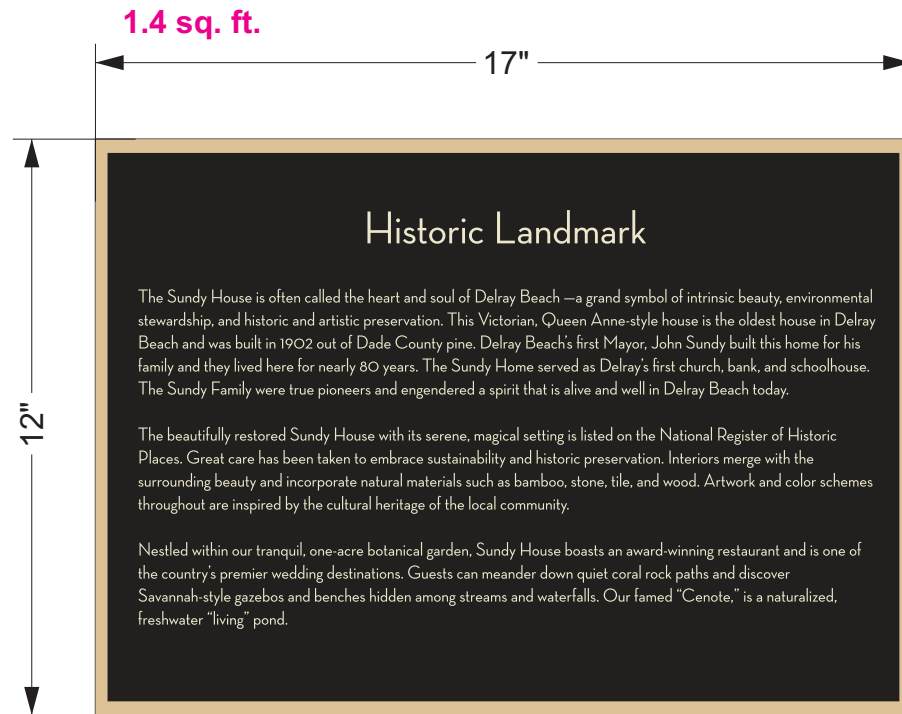 1.4 sq. ft.
17"
12"
Historic Landmark
The Sundy House is often called the heart and soul of Delray Beach —a grand symbol of intrinsic beauty, environmental
stewardship, and historic and artistic preservation. This Victorian, Queen Anne-style house is the oldest house in Delray
Beach and was built in 1902 out of Dade County pine. Delray Beach's first Mayor, John Sundy built this home for his
family and they lived here for nearly 80 years. The Sundy Home served as Delray's first church, bank, and schoolhouse.
The Sundy Family were true pioneers and engendered a spirit that is alive and well in Delray Beach today.
The beautifully restored Sundy House with its serene, magical setting is listed on the National Register of Historic
Places. Great care has been taken to embrace sustainability and historic preservation. Interiors merge with the
surrounding beauty and incorporate natural materials such as bamboo, stone, tile, and wood. Artwork and color schemes
throughout are inspired by the cultural heritage of the local community.
Nestled within our tranquil, one-acre botanical garden, Sundy House boasts an award-winning restaurant and is one of
the country's premier wedding destinations. Guests can meander down quiet coral rock paths and discover
Savannah-style gazebos and benches hidden among streams and waterfalls. Our famed “Cenote,” is a naturalized,
freshwater “living” pond.